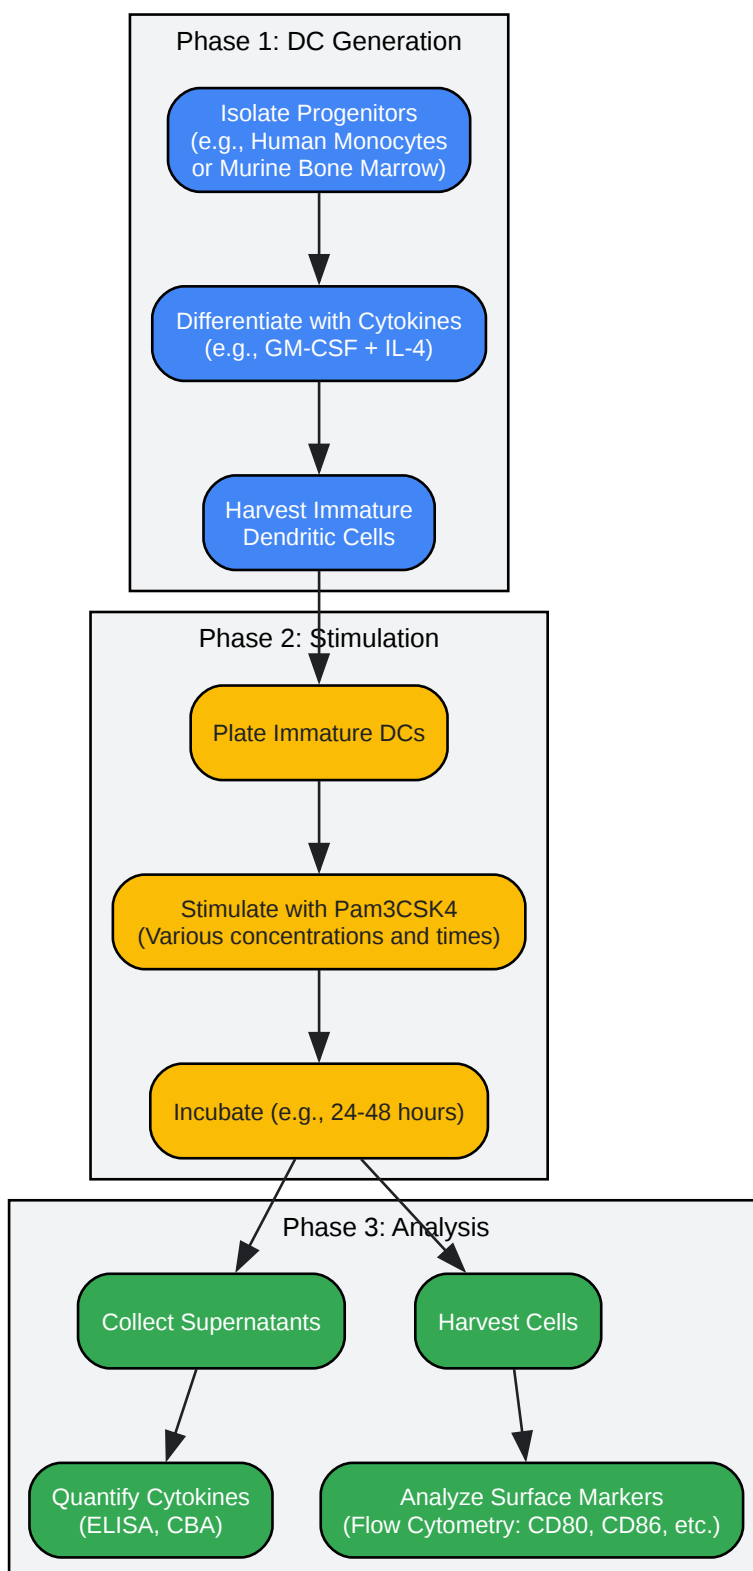 Phase 1: DC Generation
Isolate Progenitors
(e.g., Human Monocytes
or Murine Bone Marrow)
Differentiate with Cytokines
(e.g., GM-CSF + IL-4)
Harvest Immature
Dendritic Cells
Phase 2: Stimulation
Plate Immature DCs
Stimulate with Pam3CSK4
(Various concentrations and times)
Incubate (e.g., 24-48 hours)
Phase 3: Analysis
Collect Supernatants
Harvest Cells
Quantify Cytokines
(ELISA, CBA)
Analyze Surface Markers
(Flow Cytometry: CD80, CD86, etc.)